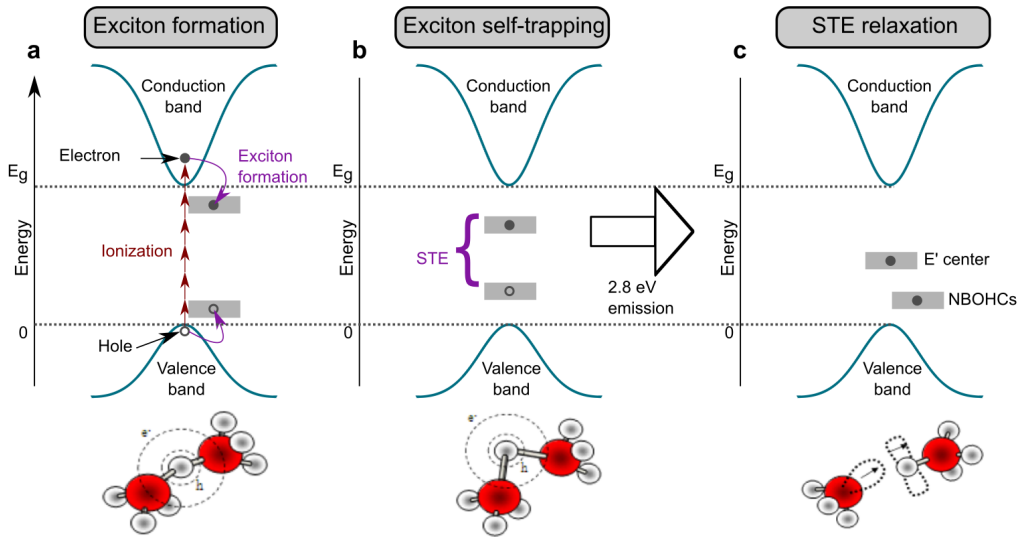 Exciton formation
Exciton self-trapping
STE relaxation
a
b
c
Conduction
band
Electron
Exciton
formation
Eg
Ionization
Energy
0
Hole
Valence
band
e-
h
Conduction
band
Eg
STE
Energy
0
2.8 eV
emission
Valence
band
e-
h
Conduction
band
Eg
E' center
NBOHCs
Energy
0
Valence
band